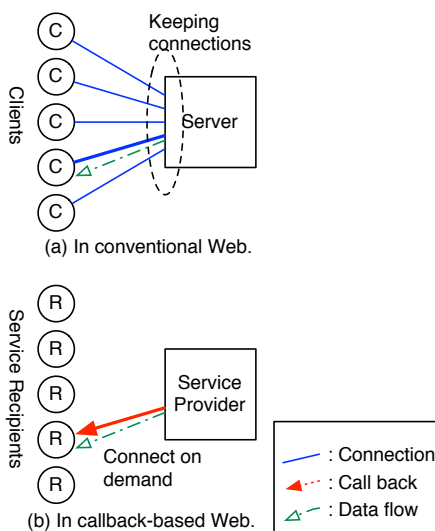 Keeping
connections
C
C
C
C
C
Clients
Server
(a) In conventional Web.
R
R
R
R
R
Service Recipients
Service
Provider
Connect on
demand
(b) In callback-based Web.
: Connection
: Call back
: Data flow